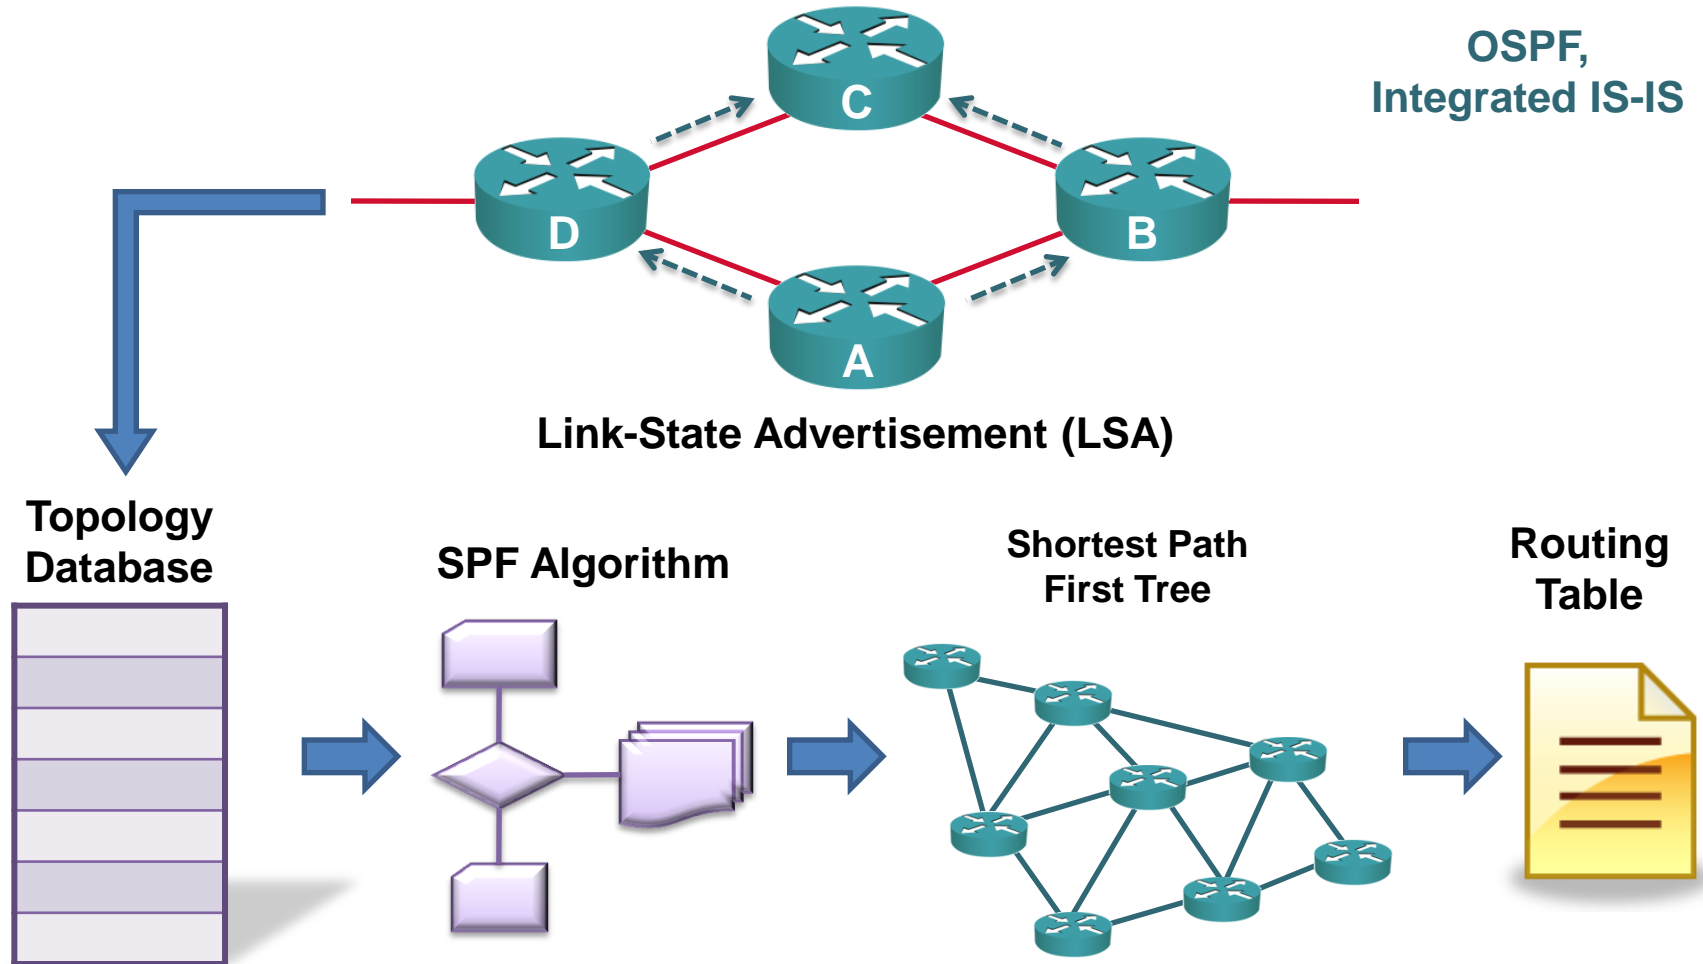 C
OSPF,
Integrated IS-IS
D
B
A
Link-State Advertisement (LSA)
Topology
Database
SPF Algorithm
Shortest Path
First Tree
Routing
Table